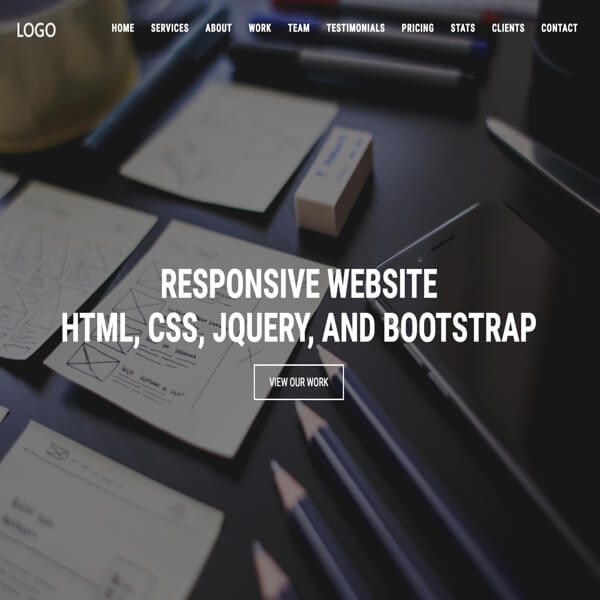 LOGO
HOME SERVICES ABOUT WORK TEAM TESTIMONIALS PRICING STATS CLIENTS CONTACT
RESPONSIVE WEBSITE
HTML, CSS, JQUERY, AND BOOTSTRAP
VIEW OUR WORK